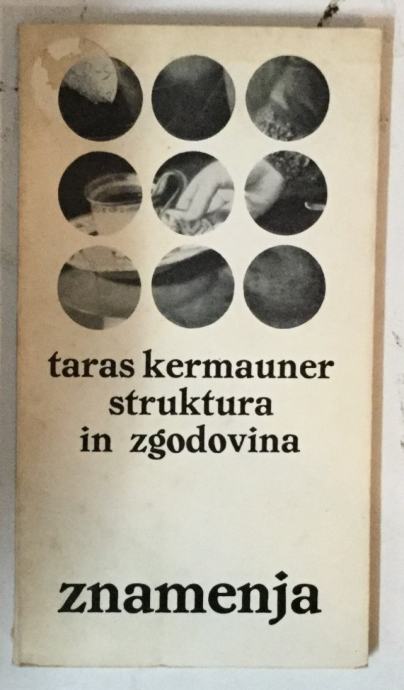 taras kermauner
struktura
in zgodovina
znamenja